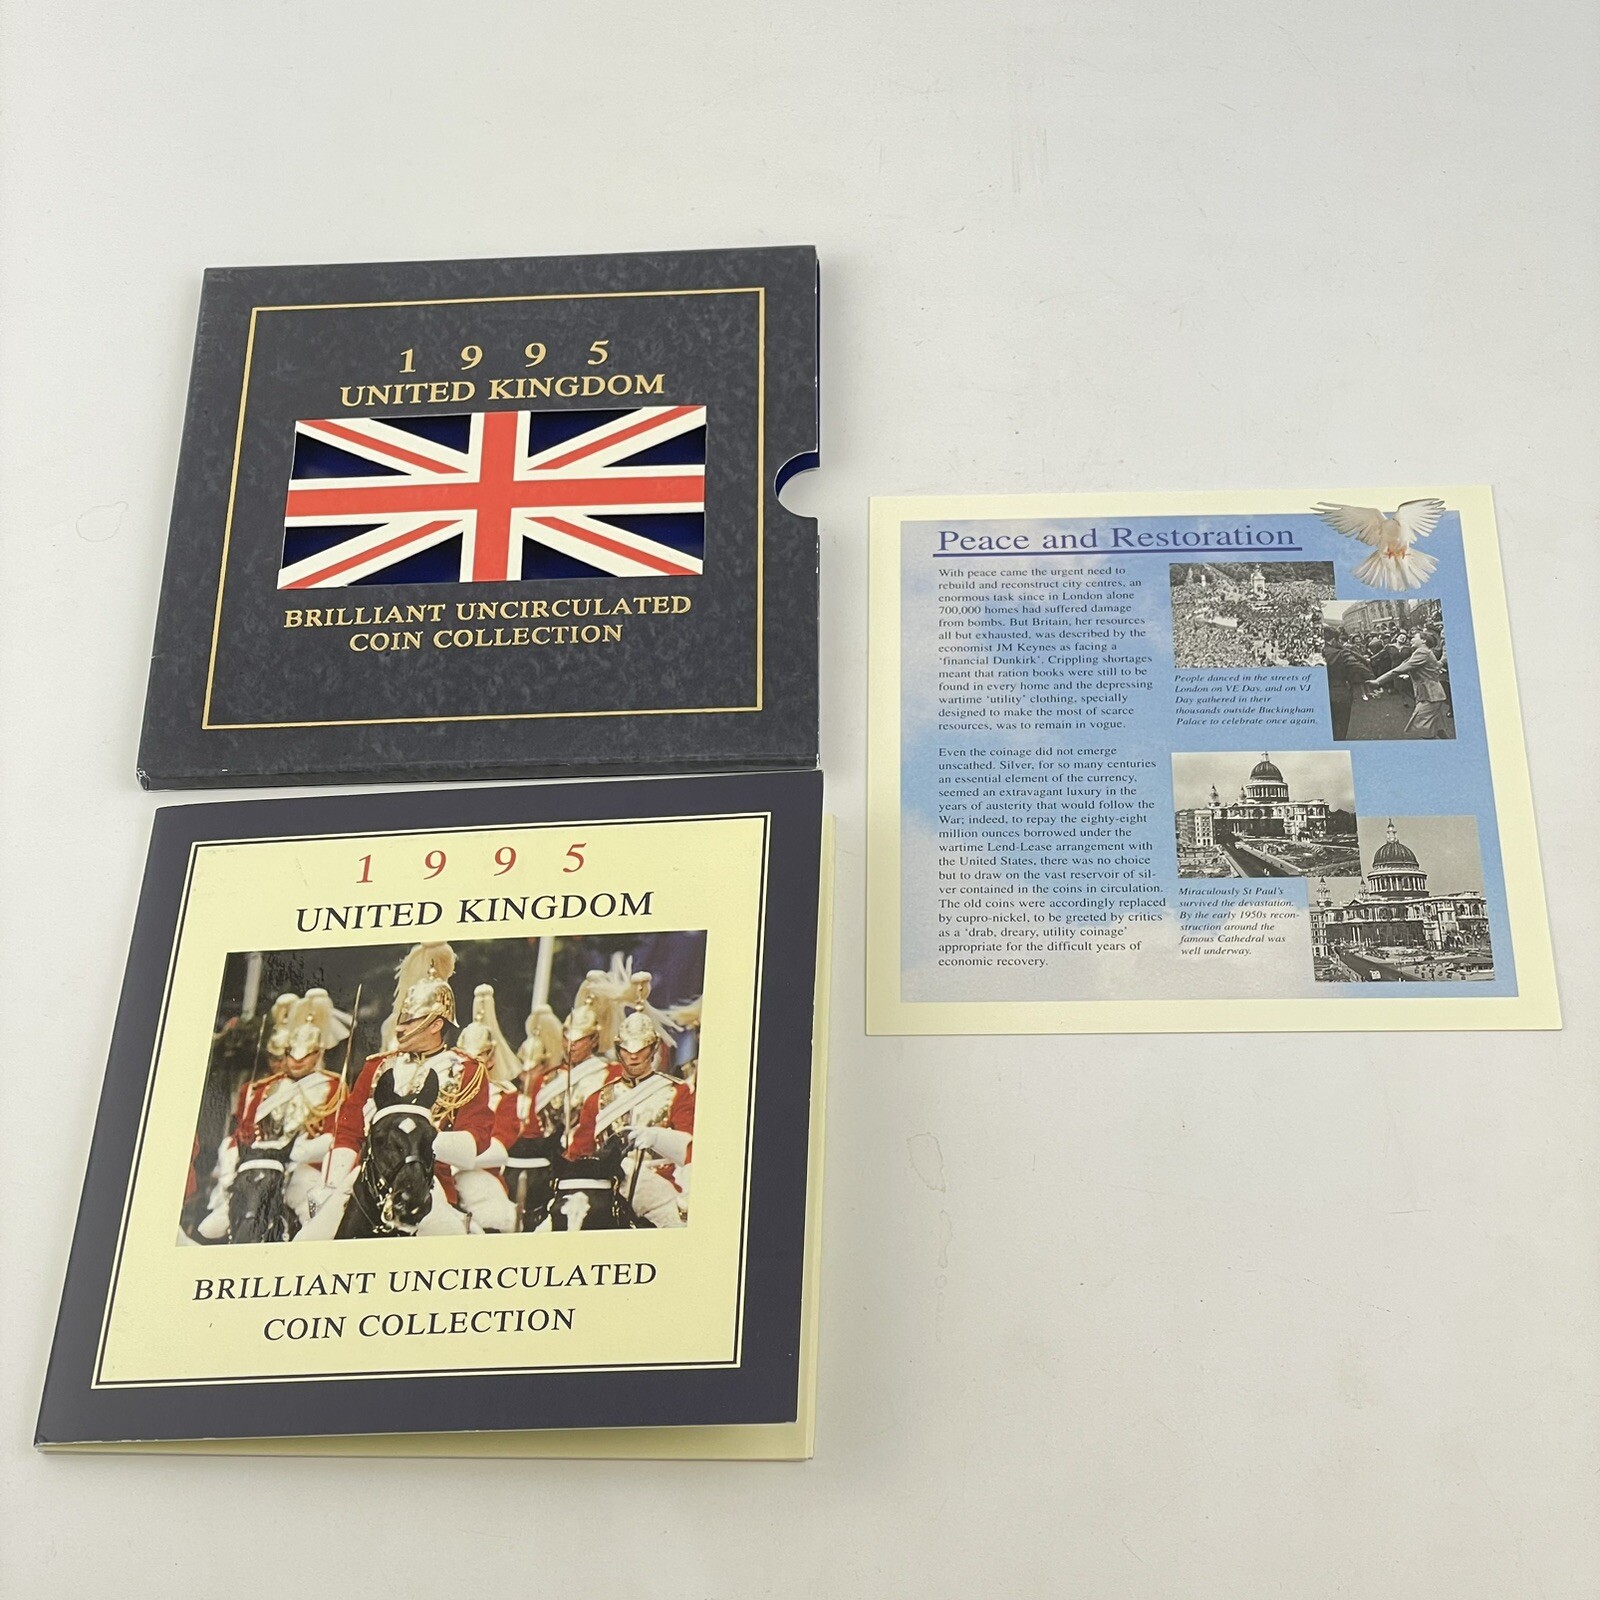 1 9 9 5
UNITED KINGDOM
BRILLIANT UNCIRCULATED
COIN COLLECTION
1 9 9 5
UNITED KINGDOM
BRILLIANT UNCIRCULATED
COIN COLLECTION
Peace and Restoration
With peace came the urgent need to
rebuild and reconstruct city centres, an
enormous task since in London alone
700,000 homes had suffered damage
from bombs. But Britain, her resources
all but exhausted, was described by the
economist JM Keynes as facing a
'financial Dunkirk'. Crippling shortages
meant that ration books were still to be
found in every home and the depressing
wartime 'utility' clothing, specially
designed to make the most of scarce
resources, was to remain in vogue.
Even the coinage did not emerge
unscathed. Silver, for so many centuries
an essential element of the currency,
seemed an extravagant luxury in the
years of austerity that would follow the
War; indeed, to repay the eighty-eight
million ounces borrowed under the
wartime Lend-Lease arrangement with
the United States, there was no choice
but to draw on the vast reservoir of sil-
ver contained in the coins in circulation.
The old coins were accordingly replaced
by cupro-nickel, to be greeted by critics
as a 'drab, dreary, utility coinage'
appropriate for the difficult years of
economic recovery.
People danced in the streets of
London on VE Day, and on VJ
Day gathered in their
thousands outside Buckingham
Palace to celebrate once again.
Miraculously St Paul's
survived the devastation.
By the early 1950s recon-
struction around the
famous Cathedral was
well underway.